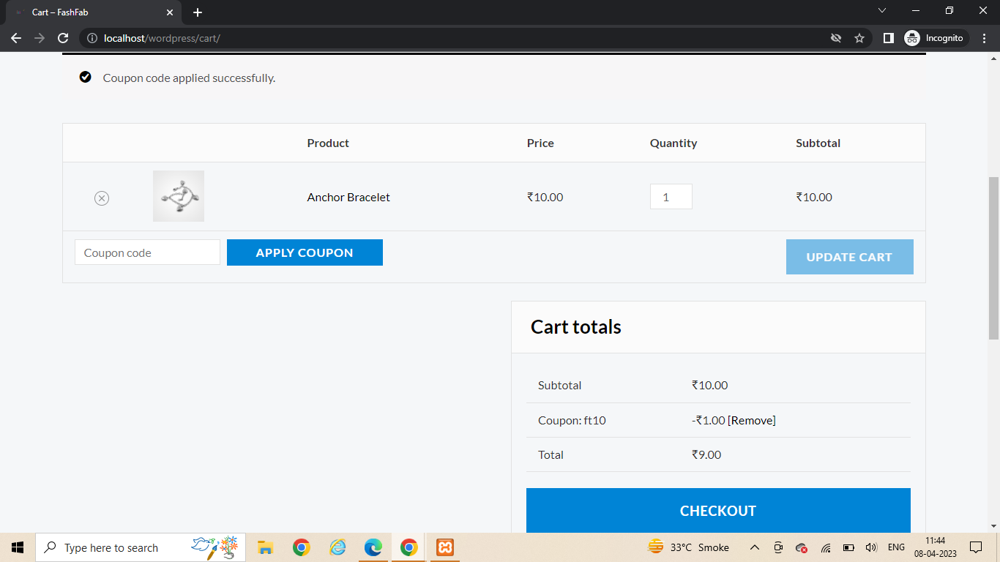 Cart – FashFab
localhost/wordpress/cart/
Incognito
Coupon code applied successfully.
Product Price Quantity Subtotal
Anchor Bracelet ₹10.00 1 ₹10.00
Coupon code APPLY COUPON UPDATE CART
Cart totals
Subtotal ₹10.00
Coupon: ft10 -₹1.00 [Remove]
Total ₹9.00
CHECKOUT
Type here to search
33°C Smoke
ENG
11:44
08-04-2023